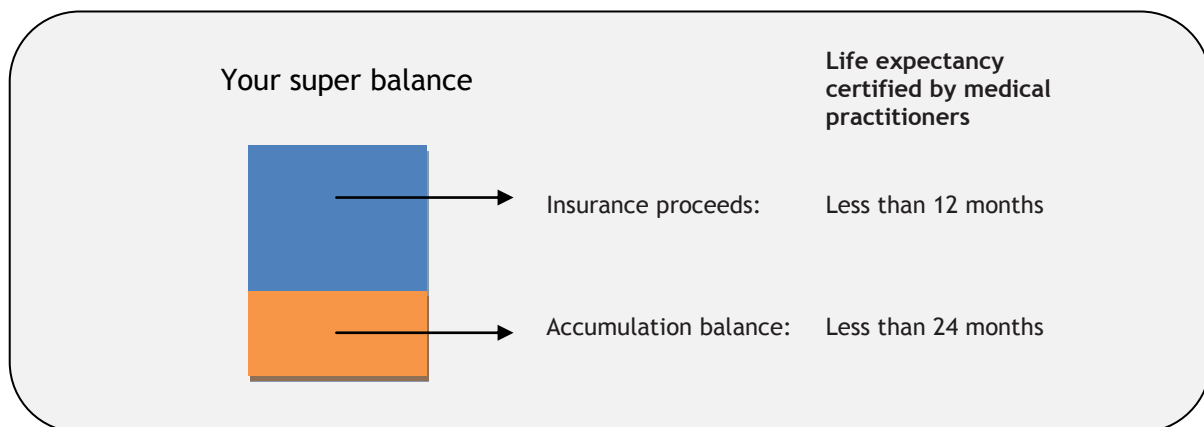 Your super balance
Life expectancy
certified by medical
practitioners
Insurance proceeds:
Less than 12 months
Accumulation balance:
Less than 24 months